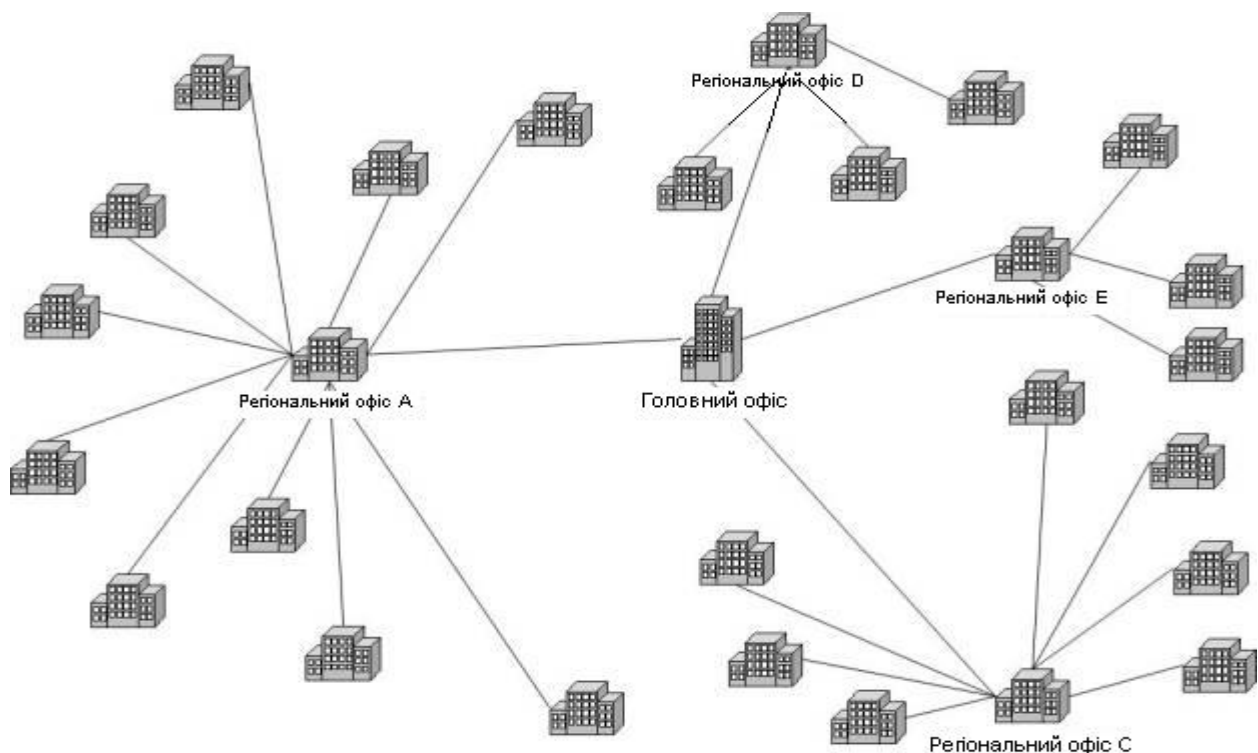 Регіональний офіс D
Регіональний офіс E
Регіональний офіс A
Головний офіс
Регіональний офіс C